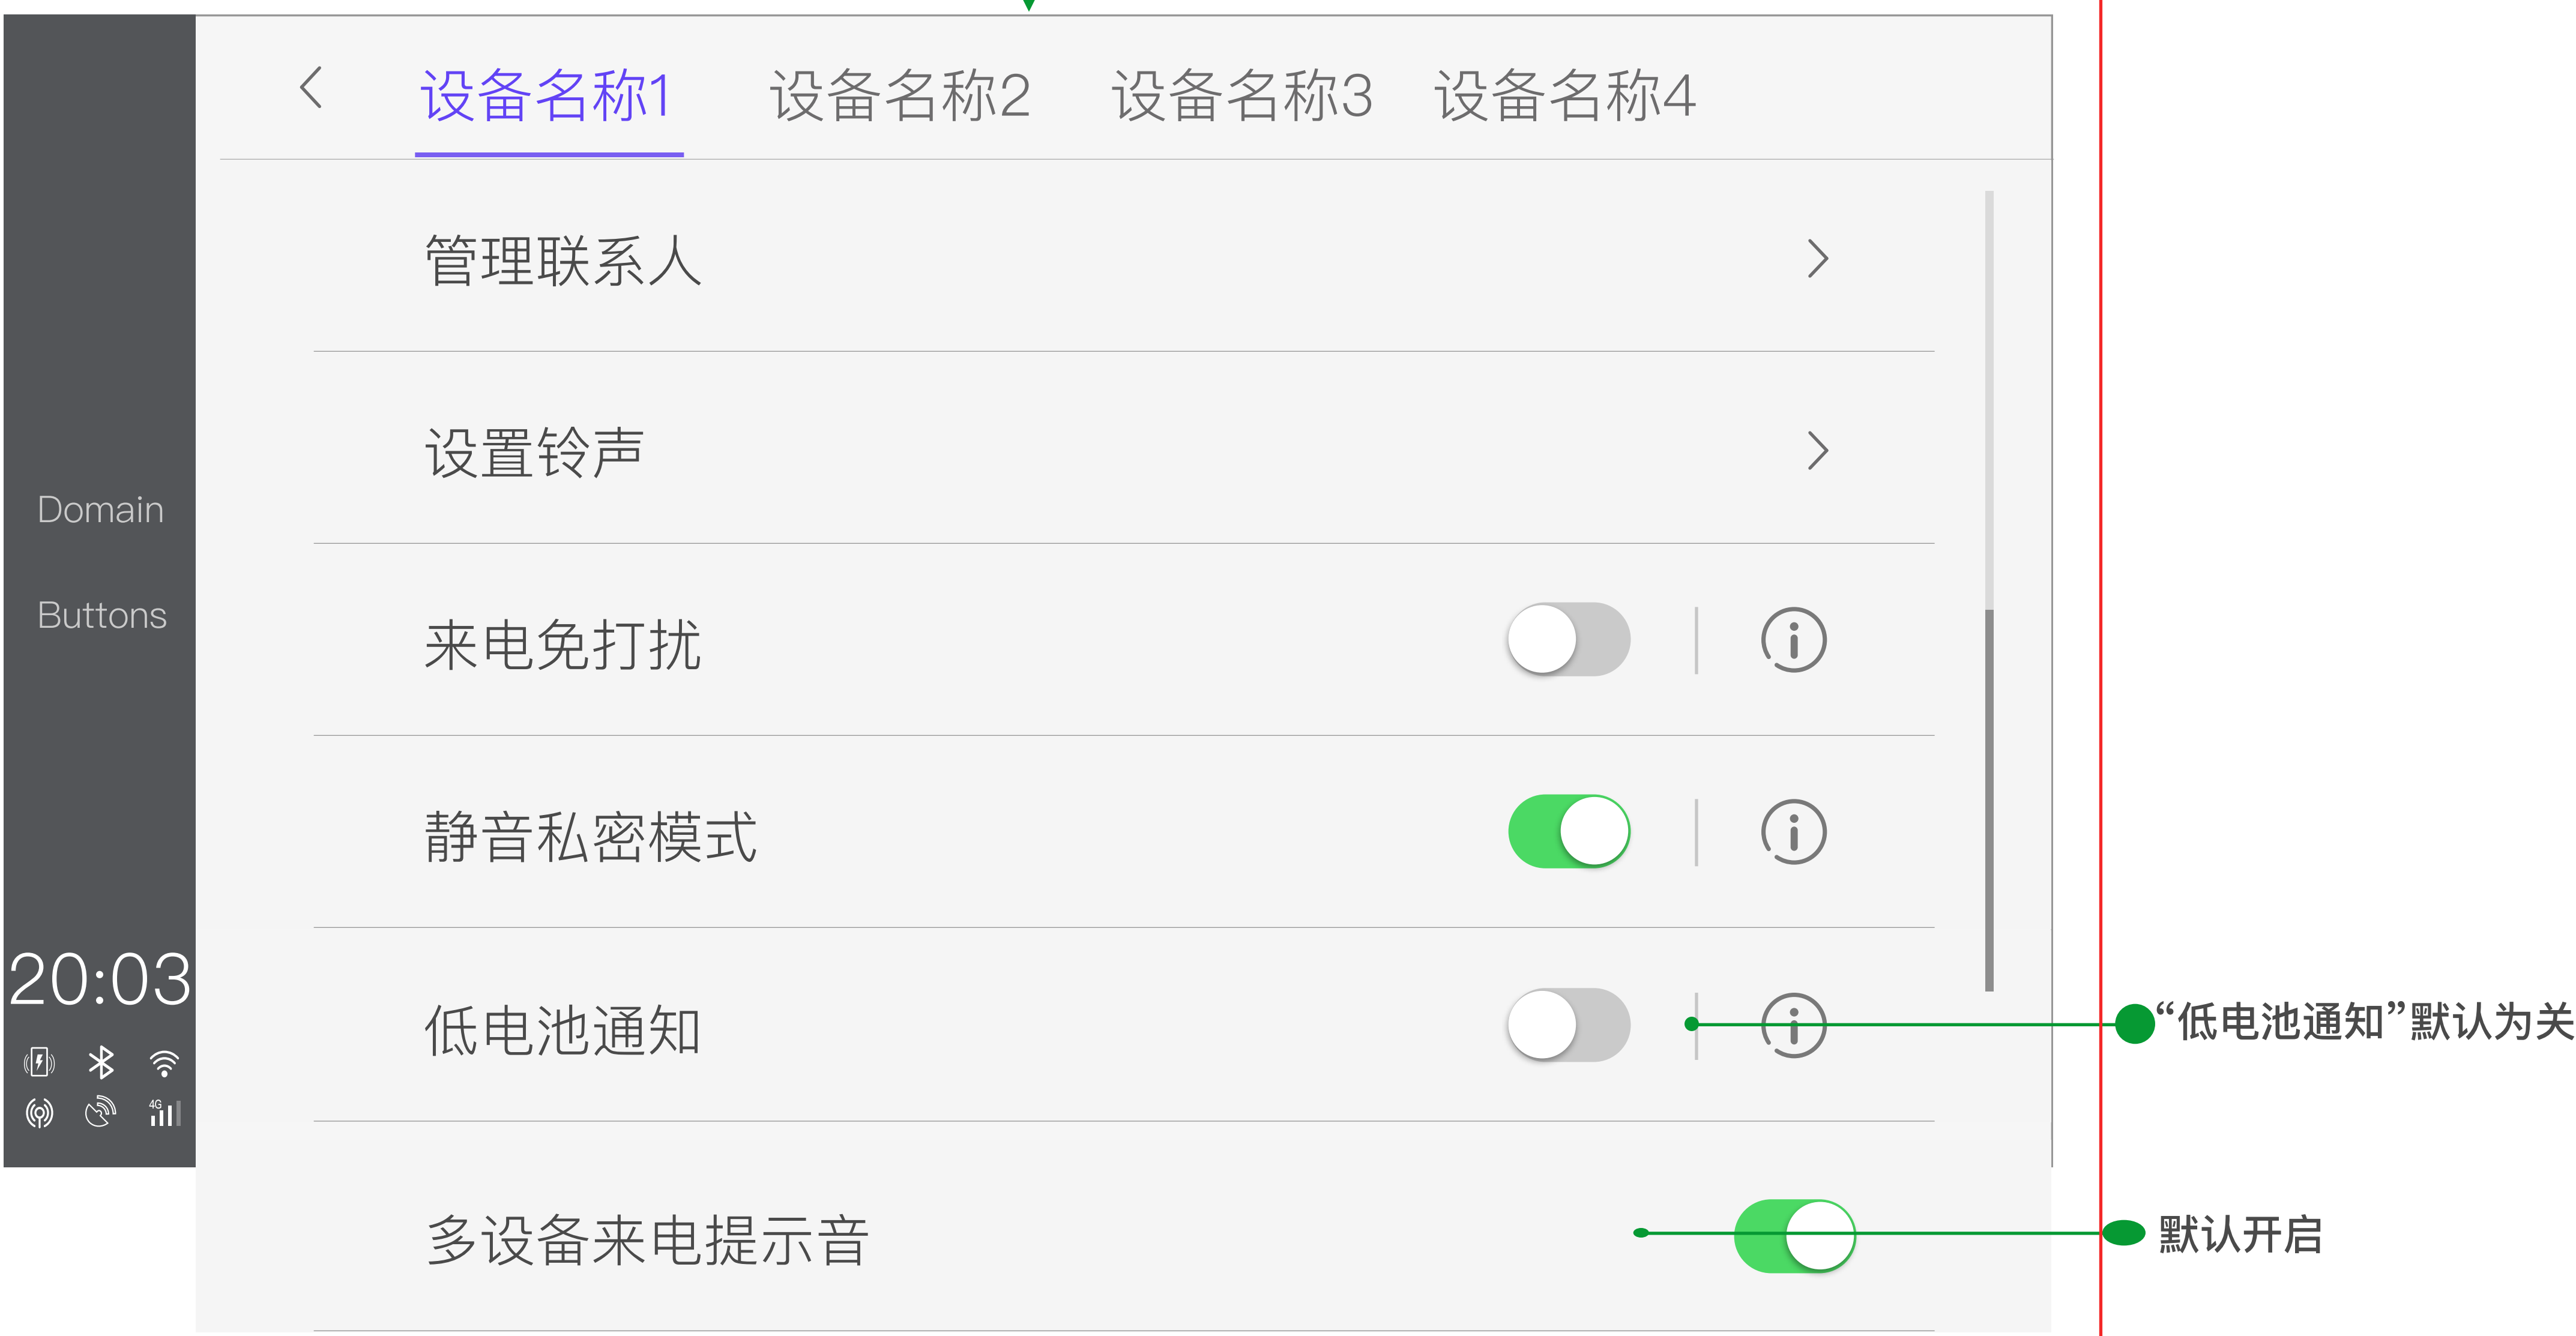 设备名称1 设备名称2 设备名称3 设备名称4
管理联系人
设置铃声
Domain
Buttons
来电免打扰
静音私密模式
20:03
4G
低电池通知
“低电池通知”默认为关
多设备来电提示音
默认开启